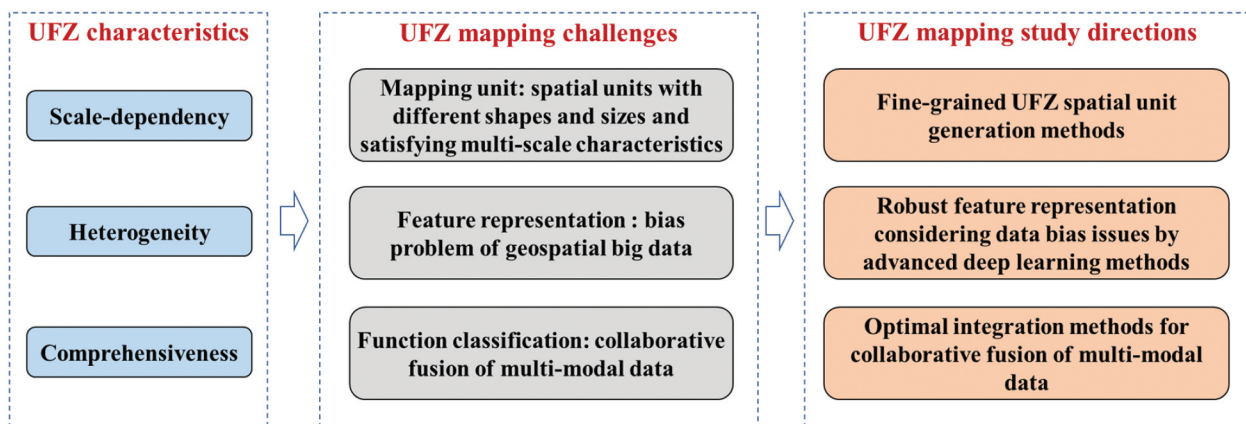 UFZ characteristics
Scale-dependency
Heterogeneity
Comprehensiveness
UFZ mapping challenges
Mapping unit: spatial units with
different shapes and sizes and
satisfying multi-scale characteristics
Feature representation : bias
problem of geospatial big data
Function classification: collaborative
fusion of multi-modal data
UFZ mapping study directions
Fine-grained UFZ spatial unit
generation methods
Robust feature representation
considering data bias issues by
advanced deep learning methods
Optimal integration methods for
collaborative fusion of multi-modal
data